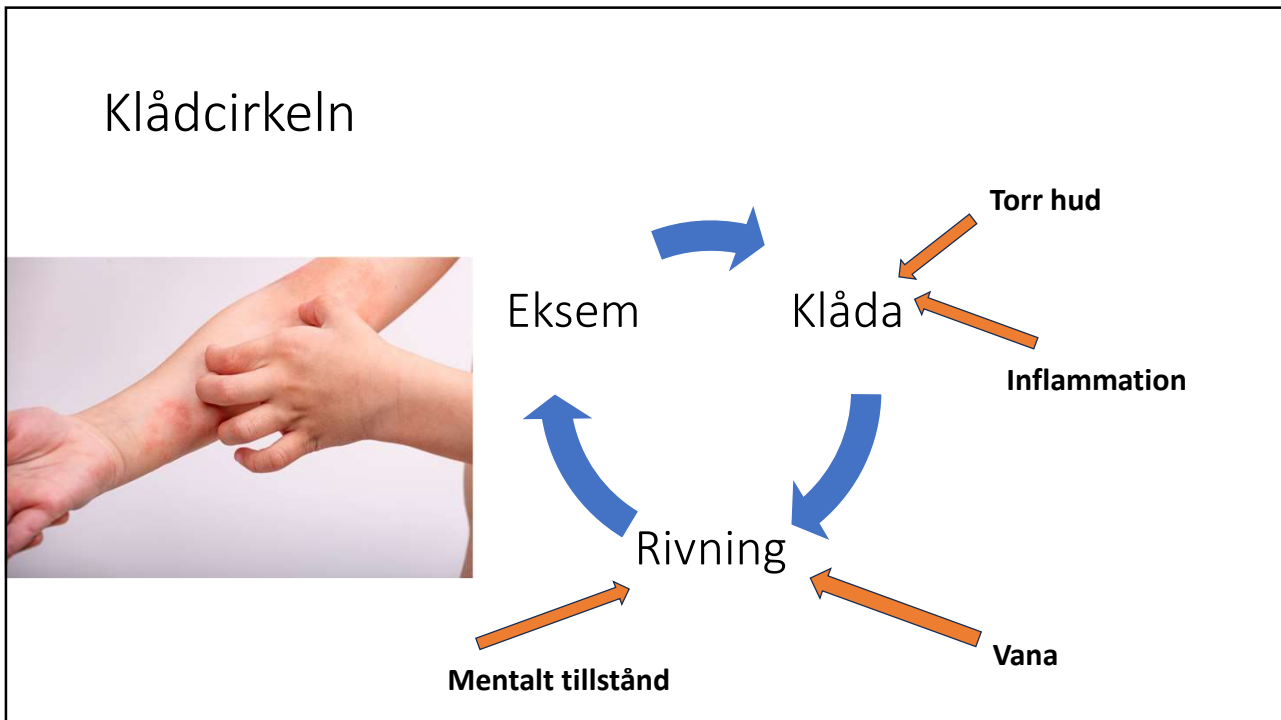 Klådcirkeln
Torr hud
Eksem
Klåda
Inflammation
Rivning
Vana
Mentalt tillstånd